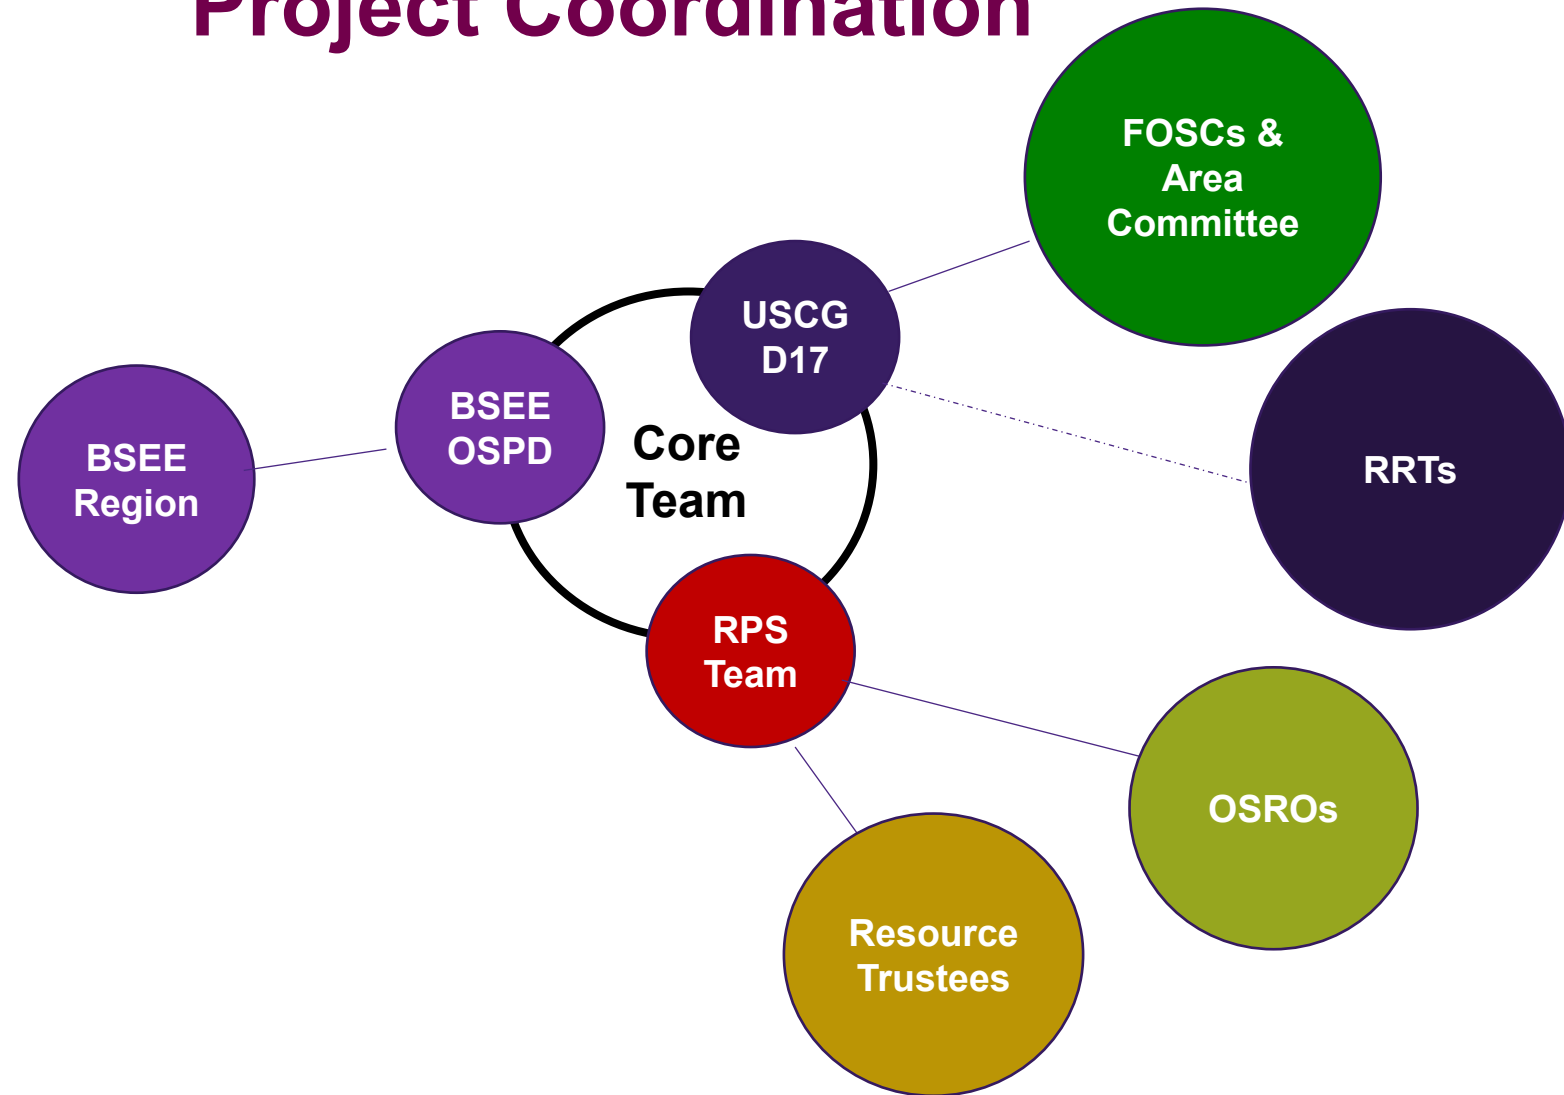 Project Coordination
FOSCs &
Area
Committee
USCG
D17
BSEE
OSPD
Core
Team
BSEE
Region
RRTs
RPS
Team
OSROs
Resource
Trustees